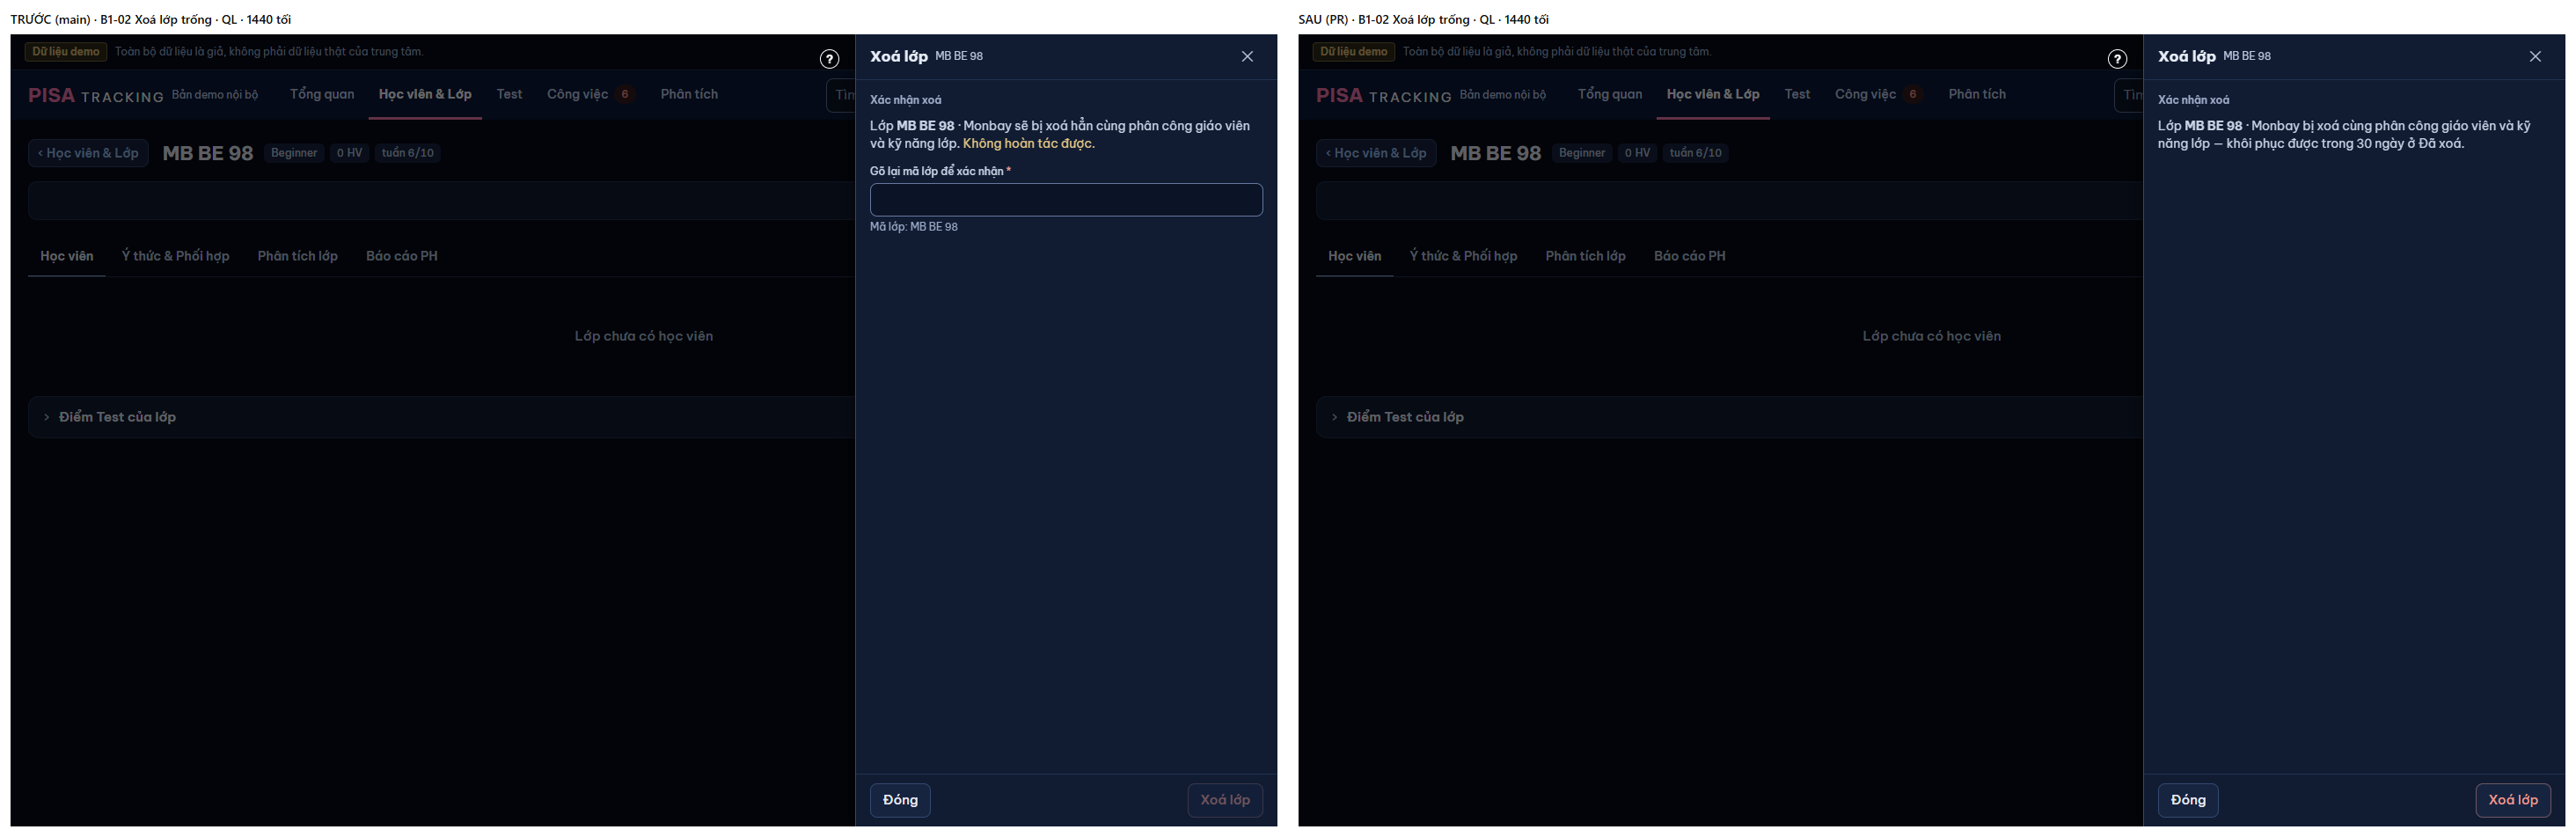 TRƯỚC (main) · B1-02 Xoá lớp trống · QL · 1440 tối
Dữ liệu demo Toàn bộ dữ liệu là giả, không phải dữ liệu thật của trung tâm.
?
PISA TRACKING Bản demo nội bộ Tổng quan Học viên & Lớp Test Công việc 6 Phân tích Tìm
‹ Học viên & Lớp MB BE 98 Beginner 0 HV tuần 6/10
Học viên Ý thức & Phối hợp Phân tích lớp Báo cáo PH
Lớp chưa có học viên
› Điểm Test của lớp
Xoá lớp MB BE 98
Xác nhận xoá
Lớp MB BE 98 · Monbay sẽ bị xoá hẳn cùng phân công giáo viên
và kỹ năng lớp. Không hoàn tác được.
Gõ lại mã lớp để xác nhận *
Mã lớp: MB BE 98
Đóng Xoá lớp
SAU (PR) · B1-02 Xoá lớp trống · QL · 1440 tối
Dữ liệu demo Toàn bộ dữ liệu là giả, không phải dữ liệu thật của trung tâm.
?
PISA TRACKING Bản demo nội bộ Tổng quan Học viên & Lớp Test Công việc 6 Phân tích Tìm
‹ Học viên & Lớp MB BE 98 Beginner 0 HV tuần 6/10
Học viên Ý thức & Phối hợp Phân tích lớp Báo cáo PH
Lớp chưa có học viên
› Điểm Test của lớp
Xoá lớp MB BE 98
Xác nhận xoá
Lớp MB BE 98 · Monbay bị xoá cùng phân công giáo viên và kỹ
năng lớp — khôi phục được trong 30 ngày ở Đã xoá.
Đóng Xoá lớp